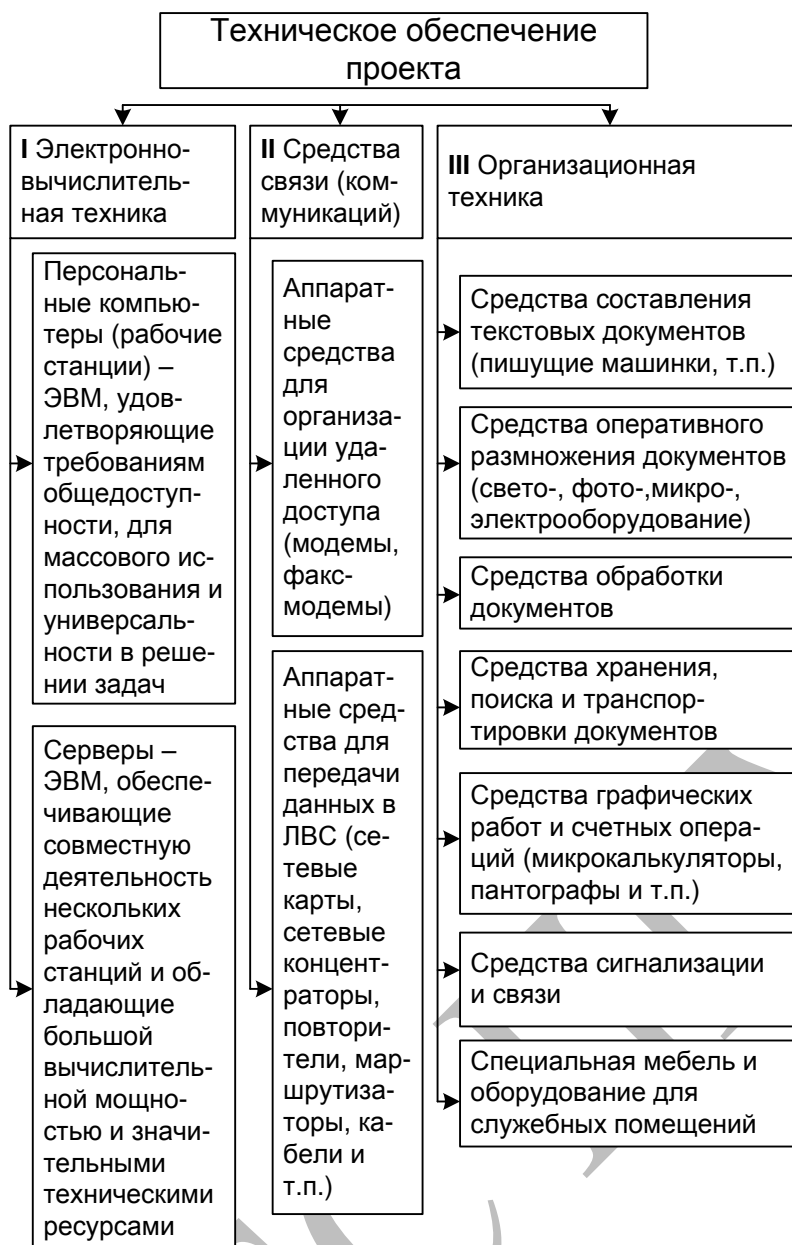 Техническое обеспечение
проекта
I Электронно-
вычислитель-
ная техника
Персональ-
ные компью-
теры (рабочие
станции) –
ЭВМ, удов-
летворяющие
требованиям
общедоступ-
ности, для
массового ис-
пользования и
универсаль-
ности в реше-
нии задач
Серверы –
ЭВМ, обеспе-
чивающие
совместную
деятельность
нескольких
рабочих
станций и об-
ладающие
большой
вычислитель-
ной мощно-
стью и значи-
тельными
техническими
ресурсами
II Средства
связи (ком-
муникаций)
Аппарат-
ные
средства
для
организа-
ции уда-
ленного
доступа
(модемы,
факс-
модемы)
Аппарат-
ные сред-
ства для
передачи
данных в
ЛВС (се-
тевые
карты,
сетевые
концент-
раторы,
повтори-
тели, мар-
шрутиза-
торы, ка-
бели и
т.п.)
III Организационная
техника
Средства составления
текстовых документов
(пишущие машинки, т.п.)
Средства оперативного
размножения документов
(свето-, фото-,микро-,
электрооборудование)
Средства обработки
документов
Средства хранения,
поиска и транспор-
тировки документов
Средства графических
работ и счетных опера-
ций (микрокалькуляторы,
пантографы и т.п.)
Средства сигнализации
и связи
Специальная мебель и
оборудование для
служебных помещений